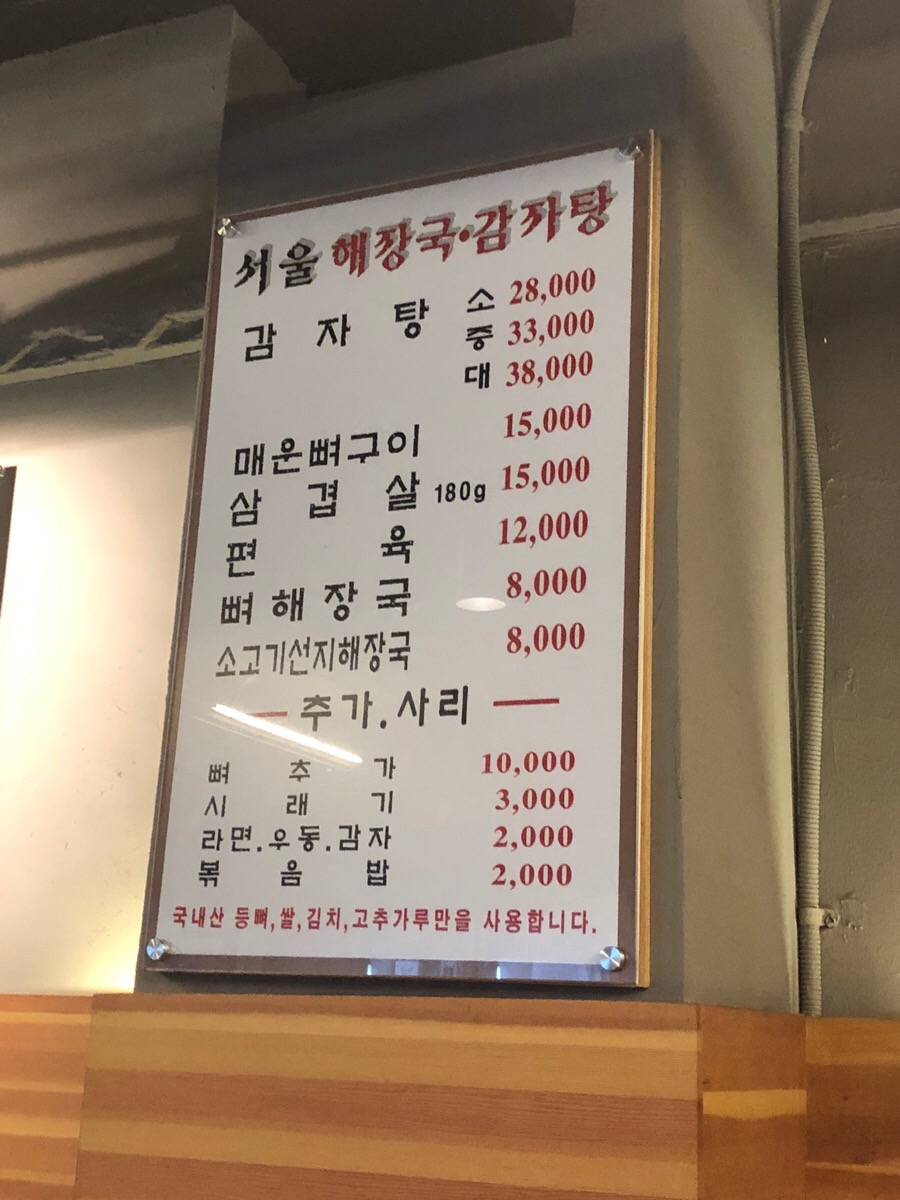 서울 해장국·감자탕
감자탕 소 28,000
중 33,000
대 38,000
매운뼈구이 15,000
삼겹살 180g 15,000
편육 12,000
뼈해장국 8,000
소고기선지해장국 8,000
추가.사리
뼈추가 10,000
시래기 3,000
라면.우동.감자 2,000
볶음밥 2,000
국내산 등뼈,쌀,김치,고추가루만을 사용합니다.